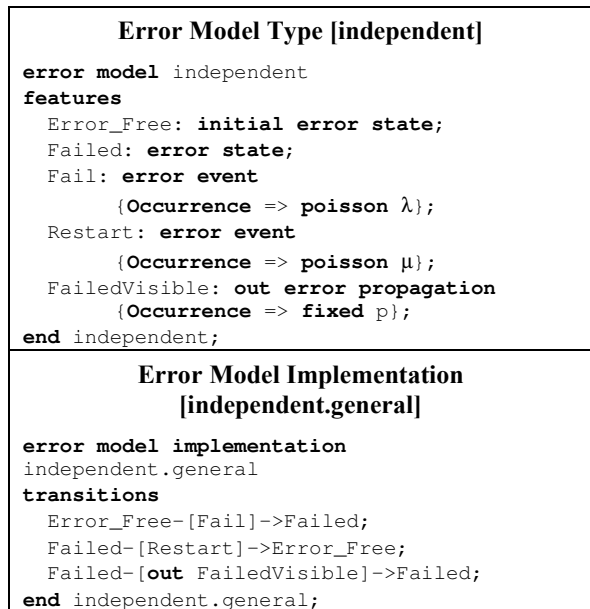 Error Model Type [independent]
error model independent
features
Error_Free: initial error state;
Failed: error state;
Fail: error event
{Occurrence => poisson λ};
Restart: error event
{Occurrence => poisson μ};
FailedVisible: out error propagation
{Occurrence => fixed p};
end independent;
Error Model Implementation
[independent.general]
error model implementation
independent.general
transitions
Error_Free-[Fail]->Failed;
Failed-[Restart]->Error_Free;
Failed-[out FailedVisible]->Failed;
end independent.general;